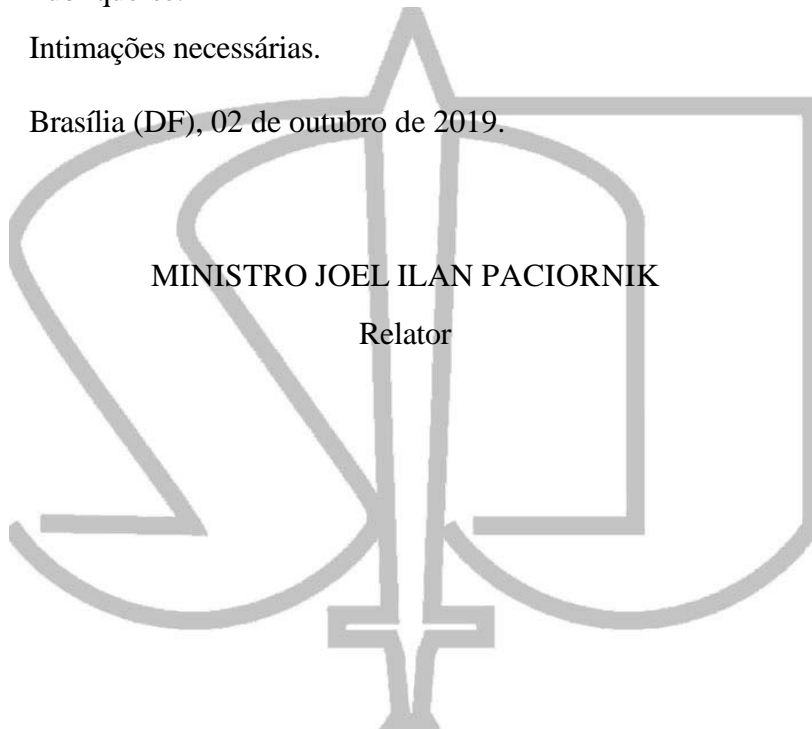 Intimações necessárias.
Brasília (DF), 02 de outubro de 2019.
MINISTRO JOEL ILAN PACIORNIK
Relator